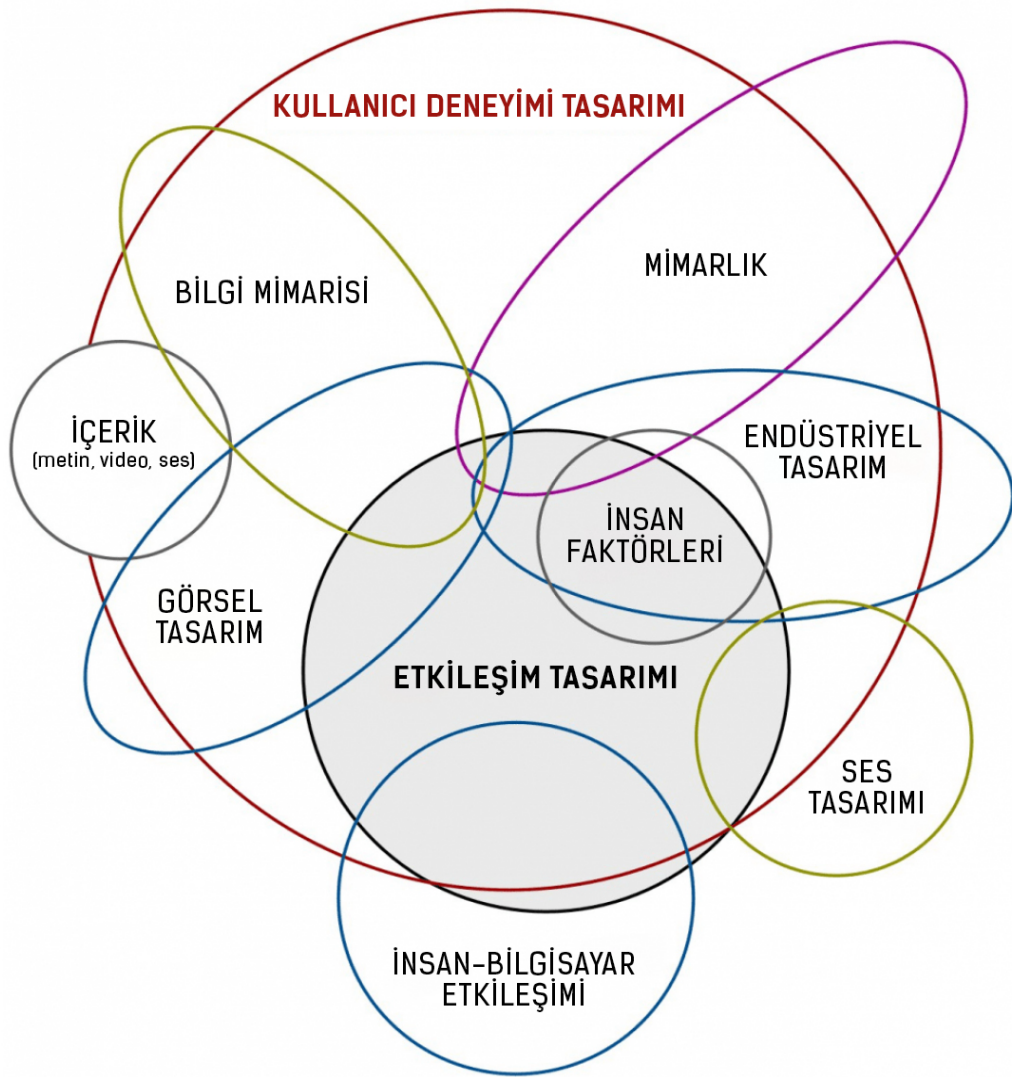 KULLANICI DENEYİMİ TASARIMI
MİMARLIK
BİLGİ MİMARİSİ
İÇERİK
(metin, video, ses)
ENDÜSTRİYEL
TASARIM
İNSAN
FAKTÖRLERİ
GÖRSEL
TASARIM
ETKİLEŞİM TASARIMI
SES
TASARIMI
İNSAN-BİLGİSAYAR
ETKİLEŞİMİ